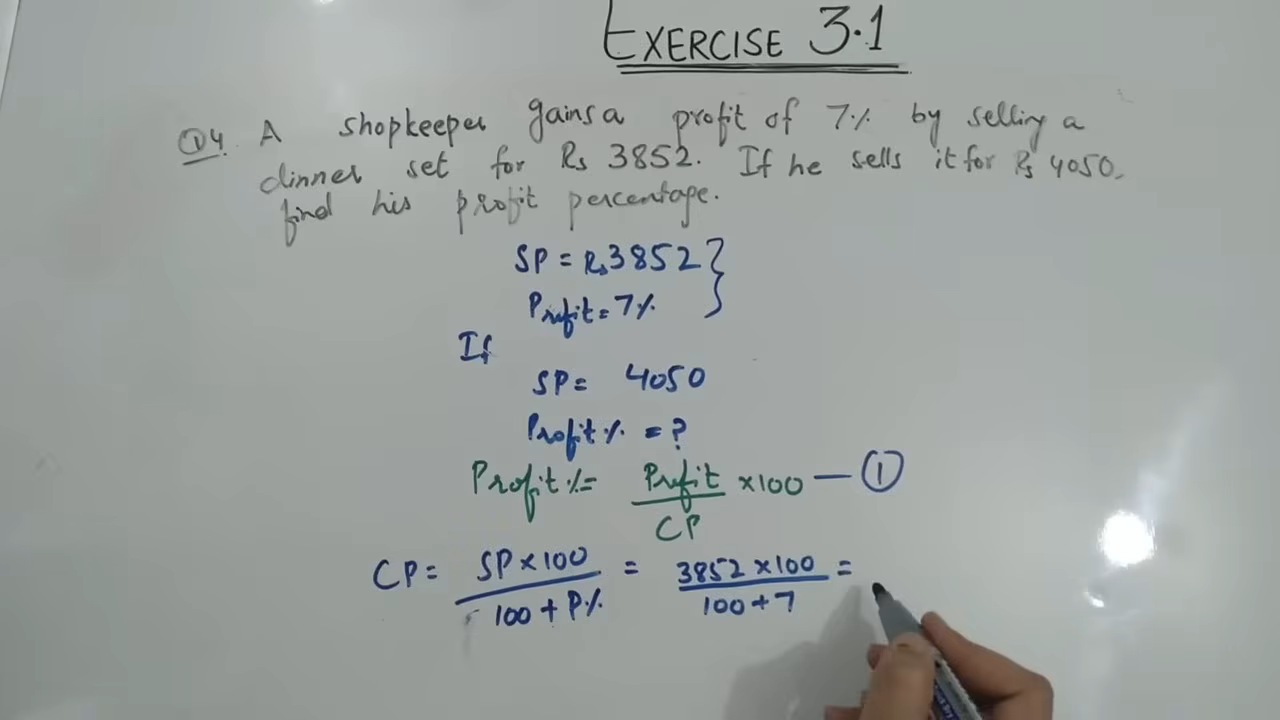 EXERCISE 3.1
Q4. A shopkeeper gains a profit of 7% by selling a
dinner set for Rs 3852. If he sells it for Rs 4050.
find his profit percentage.
SP = Rs3852 }
Profit = 7%
If
SP = 4050
Profit% = ?
Profit% = Profit/CP ×100 — ①
CP = SP×100/100+P% = 3852×100/100+7 =